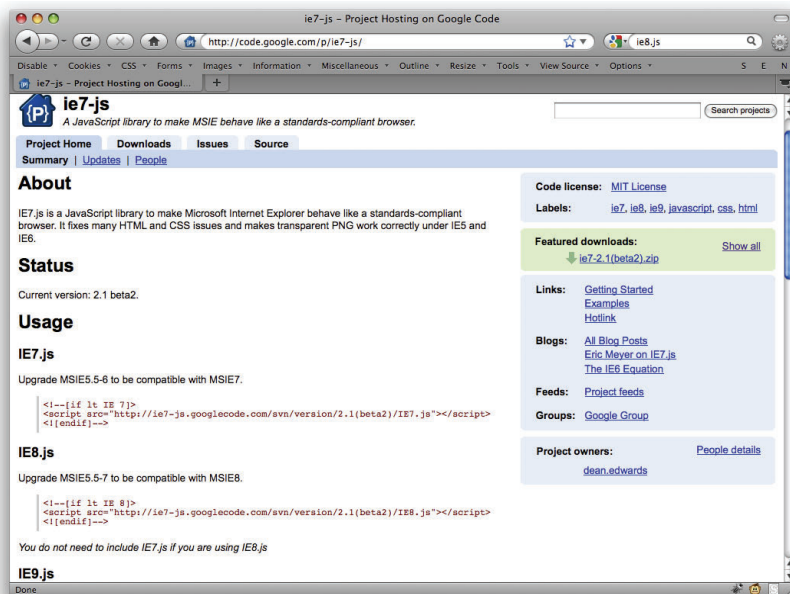 ie7-js – Project Hosting on Google Code
http://code.google.com/p/ie7-js/
ie8.js
Disable Cookies CSS Forms Images Information Miscellaneous Outline Resize Tools View Source Options S E N
ie7-js – Project Hosting on Googl... +
{P}
ie7-js
A JavaScript library to make MSIE behave like a standards-compliant browser.
Search projects
Project Home Downloads Issues Source
Summary | Updates | People
About
IE7.js is a JavaScript library to make Microsoft Internet Explorer behave like a standards-compliant
browser. It fixes many HTML and CSS issues and makes transparent PNG work correctly under IE5 and
IE6.
Status
Current version: 2.1 beta2.
Usage
IE7.js
Upgrade MSIE5.5-6 to be compatible with MSIE7.
<!--[if lt IE 7]>
<script src="http://ie7-js.googlecode.com/svn/version/2.1(beta2)/IE7.js"></script>
<![endif]-->
IE8.js
Upgrade MSIE5.5-7 to be compatible with MSIE8.
<!--[if lt IE 8]>
<script src="http://ie7-js.googlecode.com/svn/version/2.1(beta2)/IE8.js"></script>
<![endif]-->
You do not need to include IE7.js if you are using IE8.js
IE9.js
Code license: MIT License
Labels: ie7, ie8, ie9, javascript, css, html
Featured downloads: Show all
ie7-2.1(beta2).zip
Links: Getting Started
Examples
Hotlink
Blogs: All Blog Posts
Eric Meyer on IE7.js
The IE6 Equation
Feeds: Project feeds
Groups: Google Group
Project owners: People details
dean.edwards
Done